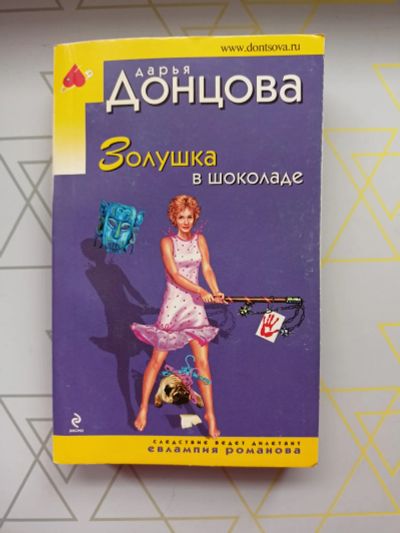 www.dontsova.ru
дарья
Донцова
Золушка
в шоколаде
эксмо
следствие ведет дилетант
евлампия романова